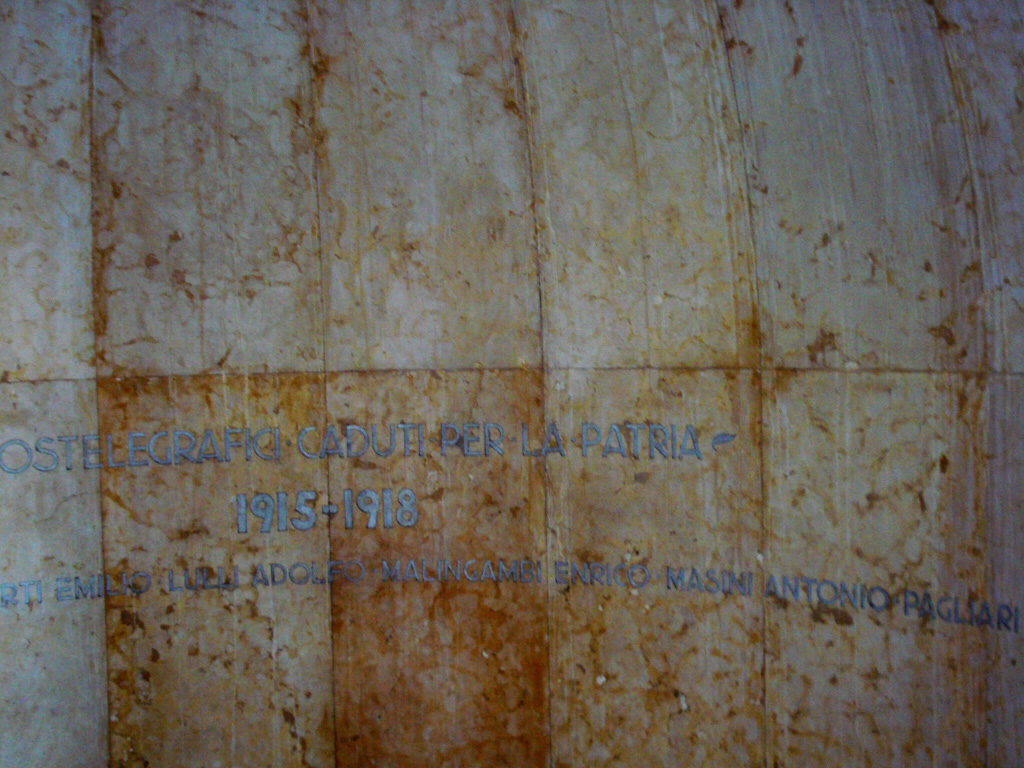 OSTELEGRAFICI·CADUTI·PER·LA·PATRIA
1915-1918
RTI EMILIO·LULLI ADOLFO·MALINCAMBI ENRICO·MASINI ANTONIO·PAGLIARI